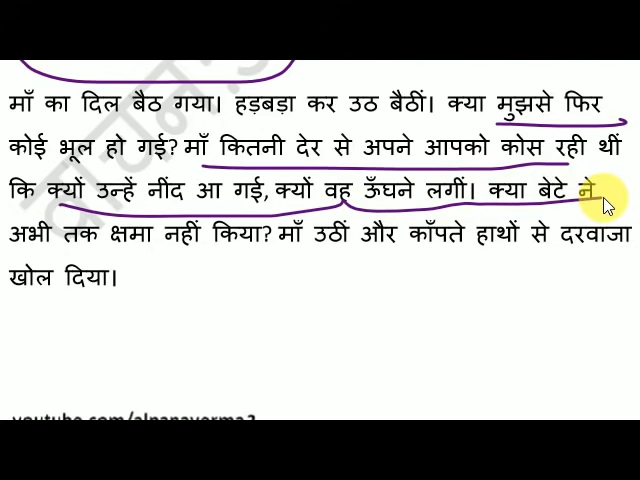 माँ का दिल बैठ गया। हड़बड़ा कर उठ बैठीं। क्या मुझसे फिर
कोई भूल हो गई? माँ कितनी देर से अपने आपको कोस रही थीं
कि क्यों उन्हें नींद आ गई, क्यों वह ऊँघने लगीं। क्या बेटे ने
अभी तक क्षमा नहीं किया? माँ उठीं और काँपते हाथों से दरवाजा
खोल दिया।